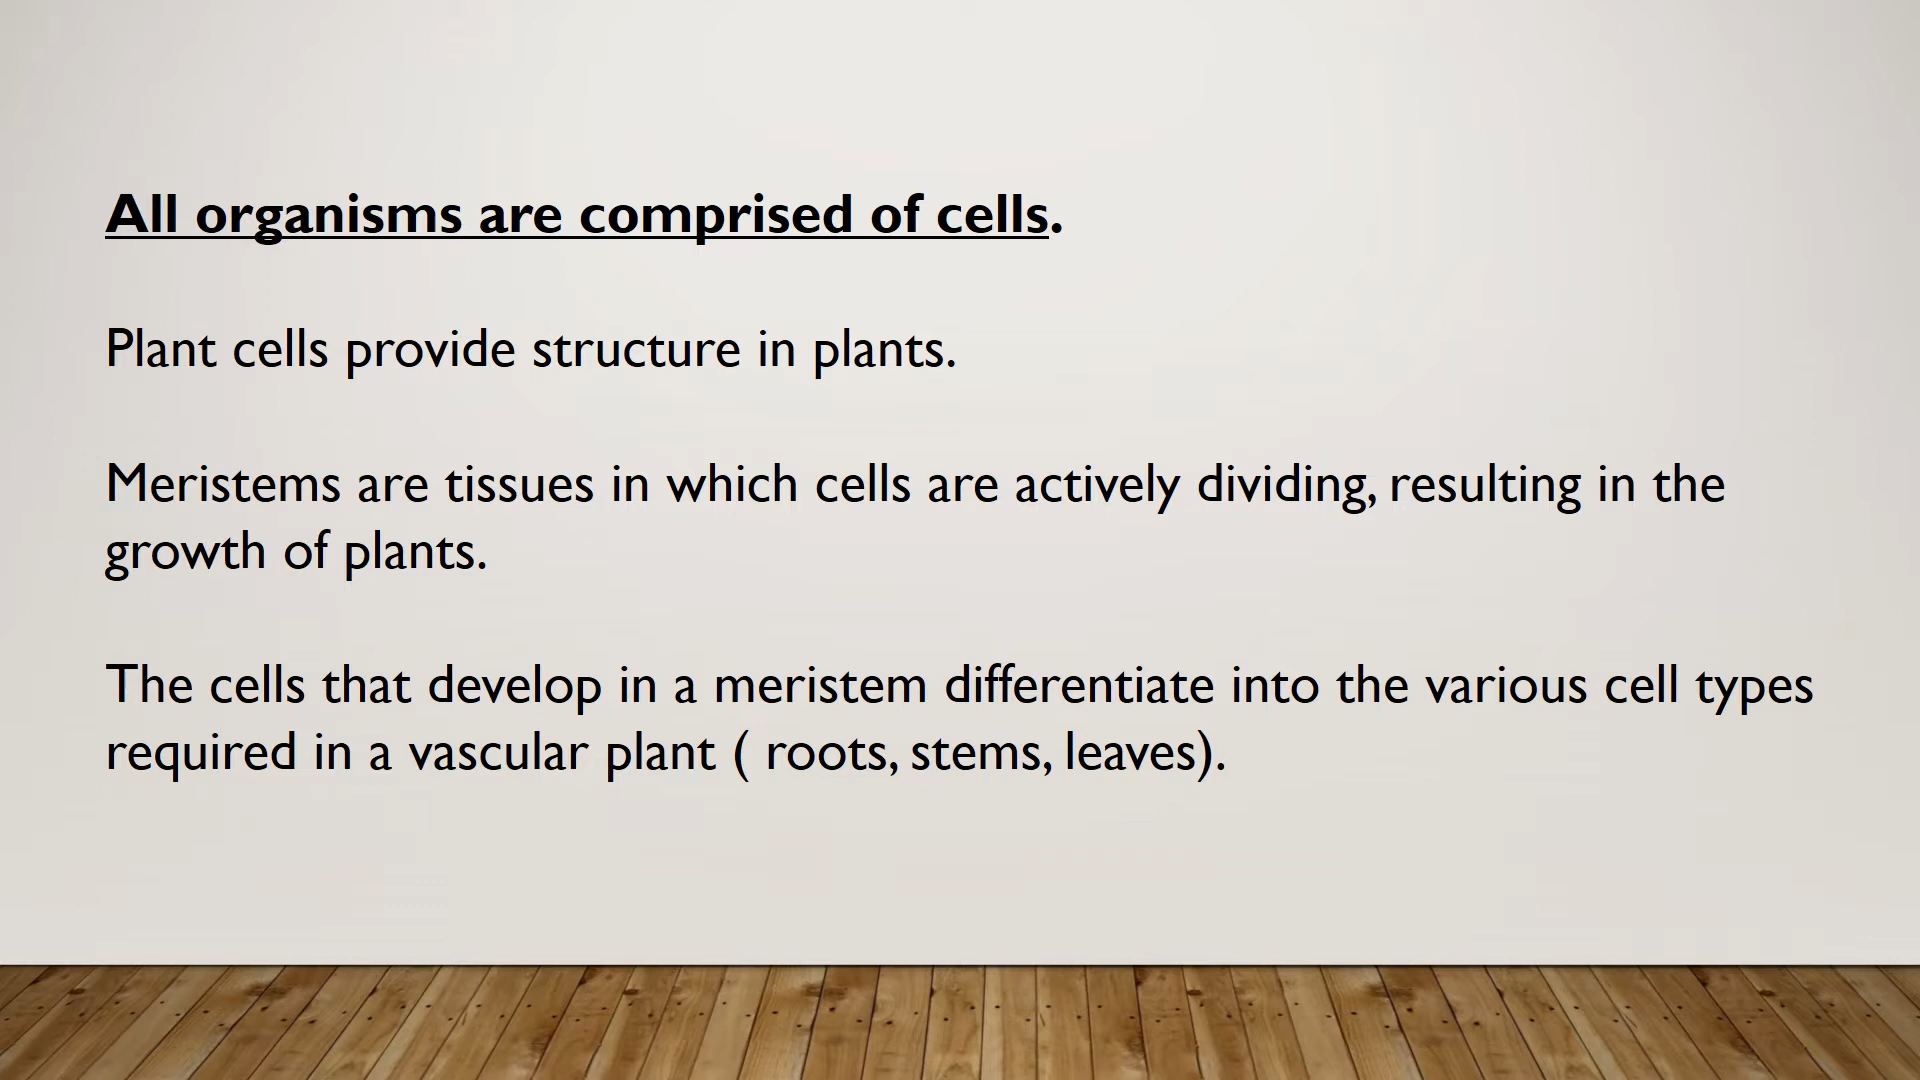 All organisms are comprised of cells.
Plant cells provide structure in plants.
Meristems are tissues in which cells are actively dividing, resulting in the
growth of plants.
The cells that develop in a meristem differentiate into the various cell types
required in a vascular plant ( roots, stems, leaves).